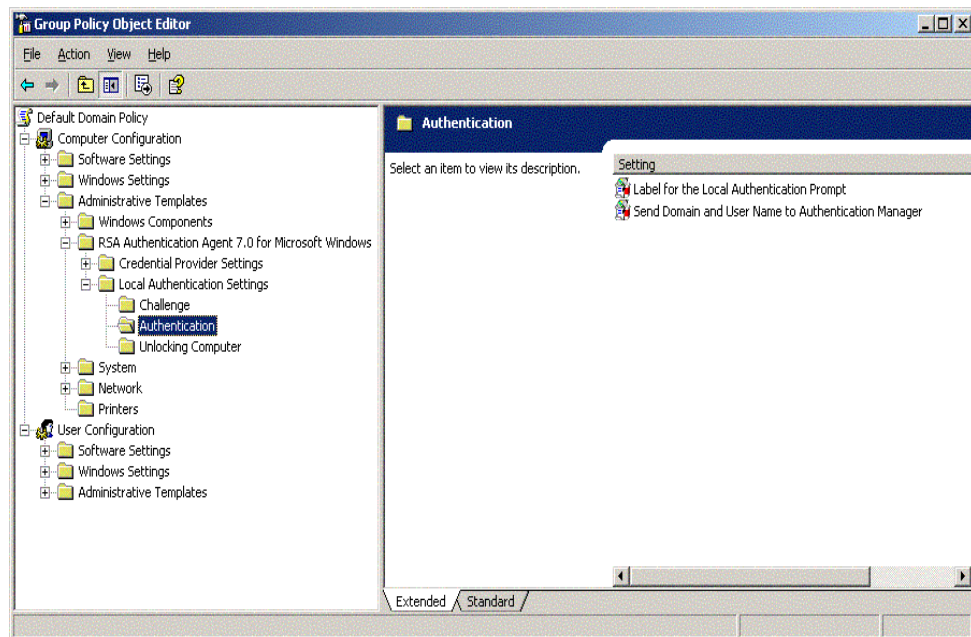 Group Policy Object Editor
File Action View Help
Default Domain Policy
Computer Configuration
Software Settings
Windows Settings
Administrative Templates
Windows Components
RSA Authentication Agent 7.0 for Microsoft Windows
Credential Provider Settings
Local Authentication Settings
Challenge
Authentication
Unlocking Computer
System
Network
Printers
User Configuration
Software Settings
Windows Settings
Administrative Templates
Authentication
Select an item to view its description.
Setting
Label for the Local Authentication Prompt
Send Domain and User Name to Authentication Manager
Extended Standard